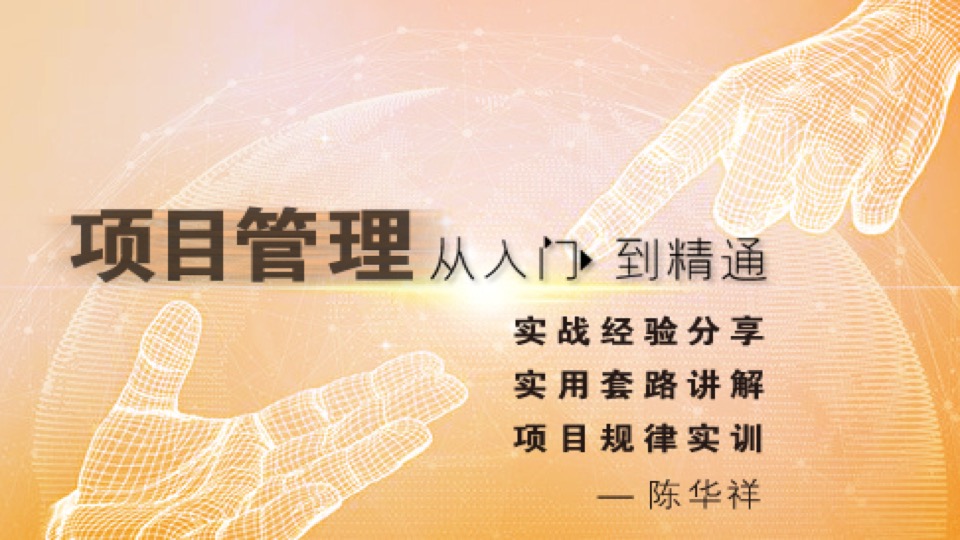 项目管理 从入门到精通
实战经验分享
实用套路讲解
项目规律实训
— 陈华祥